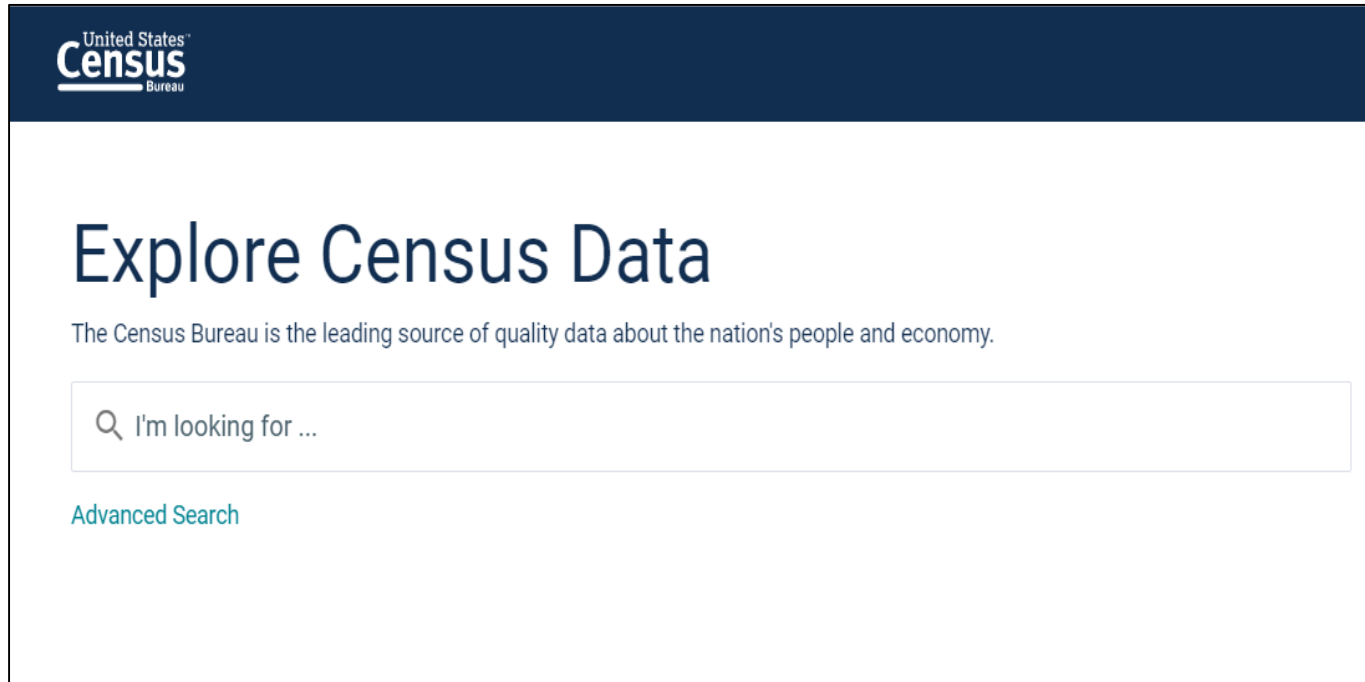 United States™
Census
Bureau
Explore Census Data
The Census Bureau is the leading source of quality data about the nation's people and economy.
I'm looking for ...
Advanced Search